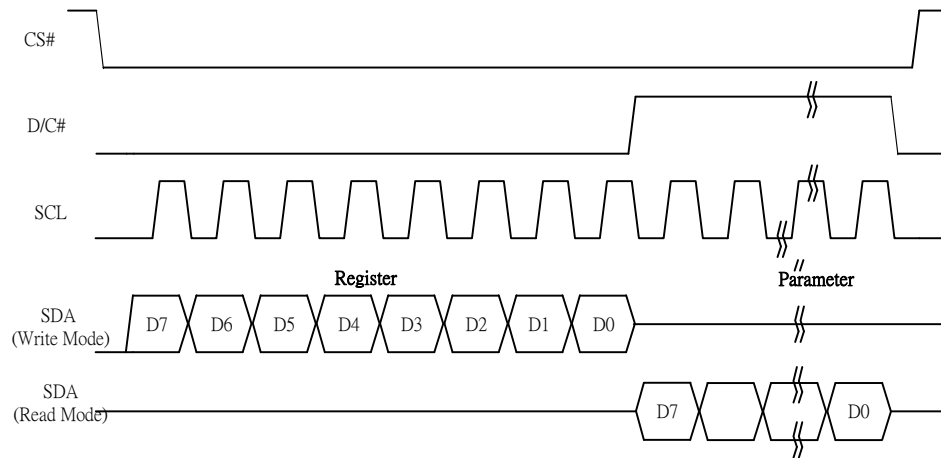 CS#
D/C#
SCL
Register Parameter
SDA
(Write Mode)
D7 D6 D5 D4 D3 D2 D1 D0
SDA
(Read Mode)
D7 D0